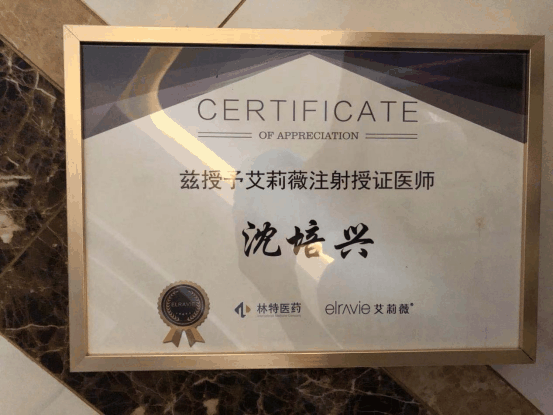 CERTIFICATE
OF APPRECIATION
兹授予艾莉薇注射授证医师
沈培兴
林特医药
elravie 艾莉薇